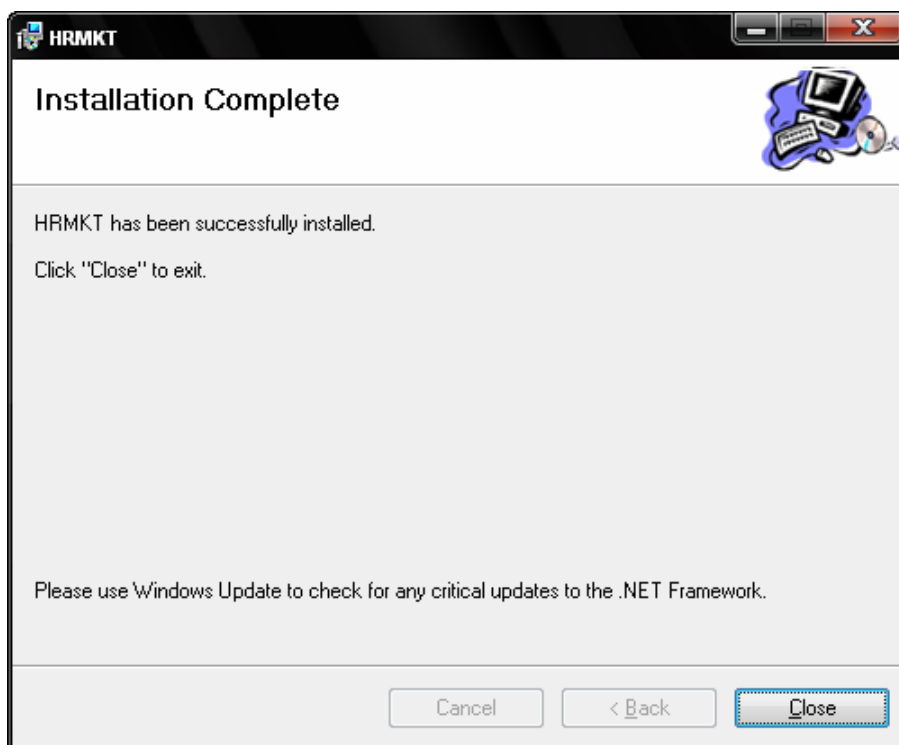 HRMKT
Installation Complete
HRMKT has been successfully installed.
Click "Close" to exit.
Please use Windows Update to check for any critical updates to the .NET Framework.
Cancel
< Back
Close